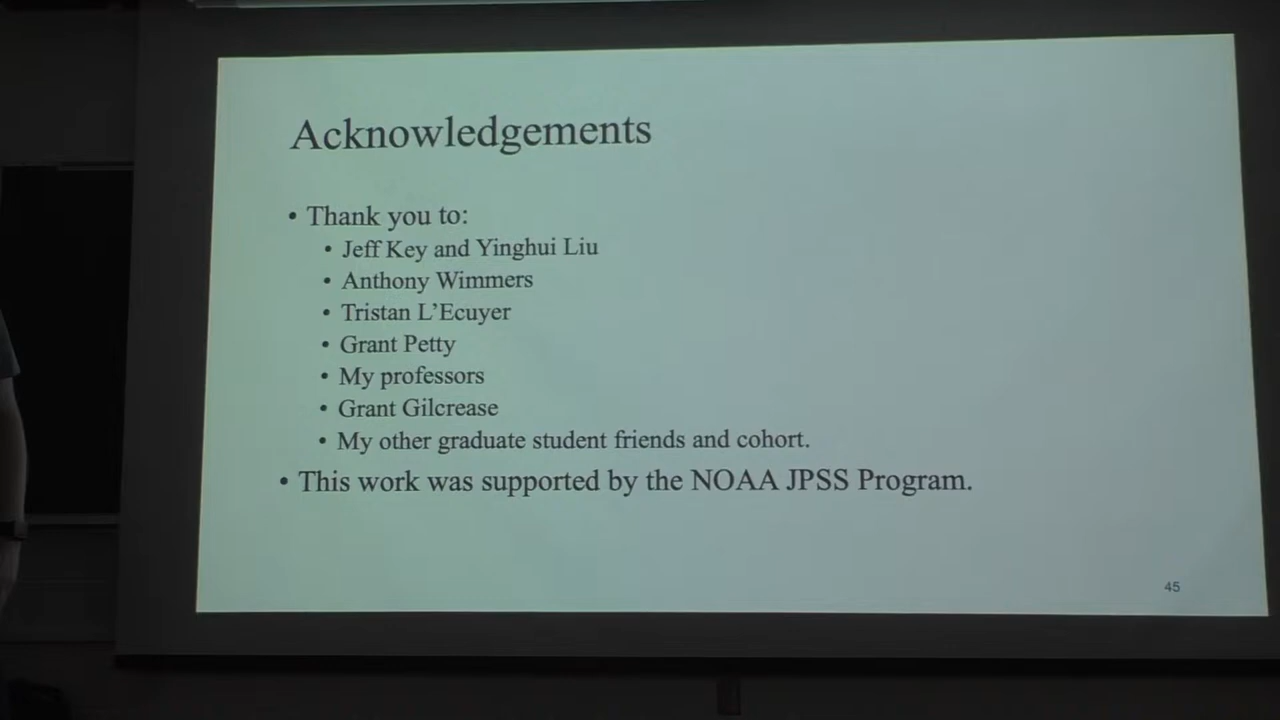 Acknowledgements
• Thank you to:
• Jeff Key and Yinghui Liu
• Anthony Wimmers
• Tristan L’Ecuyer
• Grant Petty
• My professors
• Grant Gilcrease
• My other graduate student friends and cohort.
• This work was supported by the NOAA JPSS Program.
45